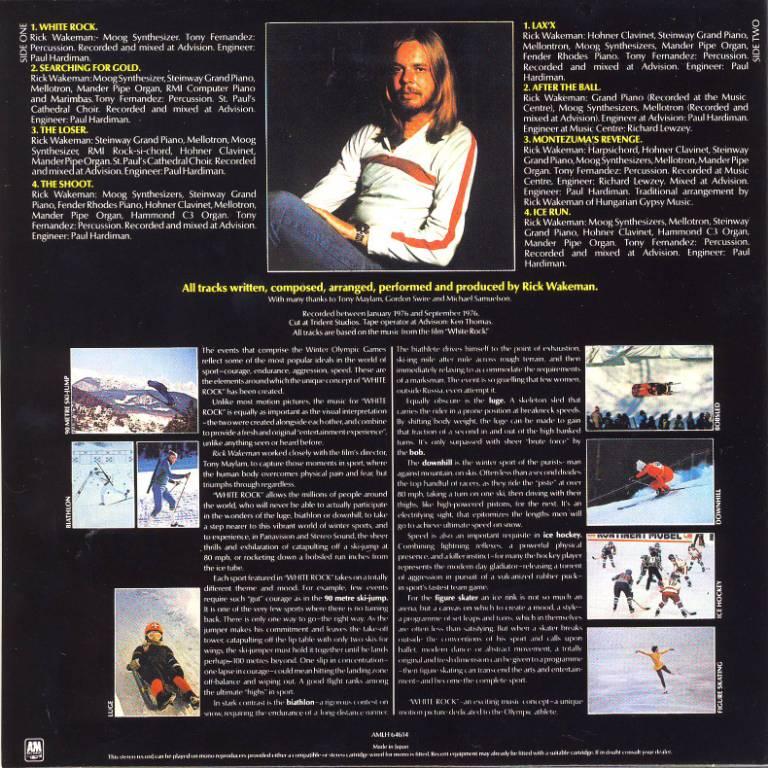 SIDE ONE
1. WHITE ROCK.
Rick Wakeman:- Moog Synthesizer. Tony Fernandez:
Percussion. Recorded and mixed at Advision. Engineer:
Paul Hardiman.
2. SEARCHING FOR GOLD.
Rick Wakeman: Moog Synthesizer, Steinway Grand Piano,
Mellotron, Mander Pipe Organ, RMI Computer Piano
and Marimbas. Tony Fernandez: Percussion. St. Paul's
Cathedral Choir. Recorded and mixed at Advision.
Engineer: Paul Hardiman.
3. THE LOSER.
Rick Wakeman: Steinway Grand Piano, Mellotron, Moog
Synthesizer, RMI Rock-si-chord, Hohner Clavinet,
Mander Pipe Organ. St. Paul's Cathedral Choir. Recorded
and mixed at Advision. Engineer: Paul Hardiman.
4. THE SHOOT.
Rick Wakeman: Moog Synthesizers, Steinway Grand
Piano, Fender Rhodes Piano, Hohner Clavinet, Mellotron,
Mander Pipe Organ, Hammond C3 Organ. Tony
Fernandez: Percussion. Recorded and mixed at Advision.
Engineer: Paul Hardiman.
SIDE TWO
1. LAX'X
Rick Wakeman: Hohner Clavinet, Steinway Grand Piano,
Mellontron, Moog Synthesizers, Mander Pipe Organ,
Fender Rhodes Piano. Tony Fernandez: Percussion.
Recorded and mixed at Advision. Engineer: Paul
Hardiman.
2. AFTER THE BALL.
Rick Wakeman: Grand Piano (Recorded at the Music
Centre), Moog Synthesizers, Mellotron (Recorded and
mixed at Advision). Engineer at Advision: Paul Hardiman.
Engineer at Music Centre: Richard Lewzey.
3. MONTEZUMA'S REVENGE.
Rick Wakeman: Harpsichord, Hohner Clavinet, Steinway
Grand Piano, Moog Synthesizers, Mellotron, Mander Pipe
Organ. Tony Fernandez: Percussion. Recorded at Music
Centre. Engineer: Richard Lewzey. Mixed at Advision.
Engineer: Paul Hardiman. Traditional arrangement by
Rick Wakeman of Hungarian Gypsy Music.
4. ICE RUN.
Rick Wakeman: Moog Synthesizers, Mellotron, Steinway
Grand Piano, Hohner Clavinet, Hammond C3 Organ,
Mander Pipe Organ. Tony Fernandez: Percussion.
Recorded and mixed at Advision. Engineer: Paul
Hardiman.
All tracks written, composed, arranged, performed and produced by Rick Wakeman.
With many thanks to Tony Maylam, Gordon Swire and Michael Samuelson.
Recorded between January 1976 and September 1976.
Cut at Trident Studios. Tape operator at Advision: Ken Thomas.
All tracks are based on the music from the film "White Rock."
90 METRE SKI-JUMP
BIATHLON
LUGE
The events that comprise the Winter Olympic Games
reflect some of the most popular ideals in the world of
sport–courage, endurance, aggression, speed. These are
the elements around which the unique concept of "WHITE
ROCK" has been created.
Unlike most motion pictures, the music for "WHITE
ROCK" is equally as important as the visual interpretation
–the two were created alongside each other, and combine
to provide a fresh and original "entertainment experience",
unlike anything seen or heard before.
Rick Wakeman worked closely with the film's director,
Tony Maylam, to capture those moments in sport, where
the human body overcomes physical pain and fear, but
triumphs through regardless.
"WHITE ROCK" allows the millions of people around
the world, who will never be able to actually participate
in the wonders of the luge, biathlon or downhill, to take
a step nearer to this vibrant world of winter sports, and
to experience, in Panavision and Stereo Sound, the sheer
thrills and exhilaration of catapulting off a ski-jump at
80 mph, or rocketing down a bobsled run inches from
the ice tube.
Each sport featured in "WHITE ROCK" takes on a totally
different theme and mood. For example, few events
require such "gut" courage as in the 90 metre ski-jump.
It is one of the very few sports where there is no turning
back. There is only one way to go–the right way. As the
jumper makes his commitment and leaves the take-off
tower, catapulting off the lip table with only two skis for
wings, the ski-jumper must hold it together until he lands
perhaps–100 metres beyond. One slip in concentration–
one lapse in courage–could mean hitting the landing zone
off-balance and wiping out. A good flight ranks among
the ultimate "highs" in sport.
In stark contrast is the biathlon–a rigorous contest on
snow, requiring the endurance of a long-distance runner.
The biathlete drives himself to the point of exhaustion,
ski-ing mile after mile across rough terrain, and then
immediately relaxing to accommodate the requirements
of a marksman. The event is so gruelling that few women,
outside Russia, even attempt it.
Equally obscure is the luge. A skeleton sled that
carries the rider in a prone position at breakneck speeds.
By shifting body weight, the luge can be made to gain
that fraction of a second in and out of the high banked
turns. It's only surpassed with sheer "brute force" by
the bob.
The downhill is the winter sport of the purists–man
against mountain, on skis. Often less than a second divides
the top handful of racers, as they ride the "piste" at over
80 mph, taking a turn on one ski, then driving with their
thighs, like high-powered pistons, for the next. It's an
electrifying sight, that epitomizes the lengths men will
go to achieve ultimate speed on snow.
Speed is also an important requisite in ice hockey.
Combining lightning reflexes, a powerful physical
presence, and a killer instinct–for many the hockey player
represents the modern day gladiator–releasing a torrent
of aggression in pursuit of a vulcanized rubber puck–
in sport's fastest team game.
For the figure skater an ice rink is not so much an
arena, but a canvas on which to create a mood, a style–
a programme of set leaps and turns, which in themselves
are often less than satisfying. But when a skater breaks
outside the conventions of his sport and calls upon
ballet, modern dance or abstract movement, a totally
original and fresh dimension can be given to a programme
–then figure skating can transcend the arts and entertain-
ment–and become the complete sport.
"WHITE ROCK"–an exciting music concept–a unique
motion picture dedicated to the Olympic athlete.
BOBSLED
DOWNHILL
ICE HOCKEY
FIGURE SKATING
AM
AMLH 64614
Made in Japan
This stereo record can be played on mono reproducers provided either a compatible or stereo cartridge wired for mono is fitted. Recent equipment may already be fitted with a suitable cartridge. If in doubt consult your dealer.